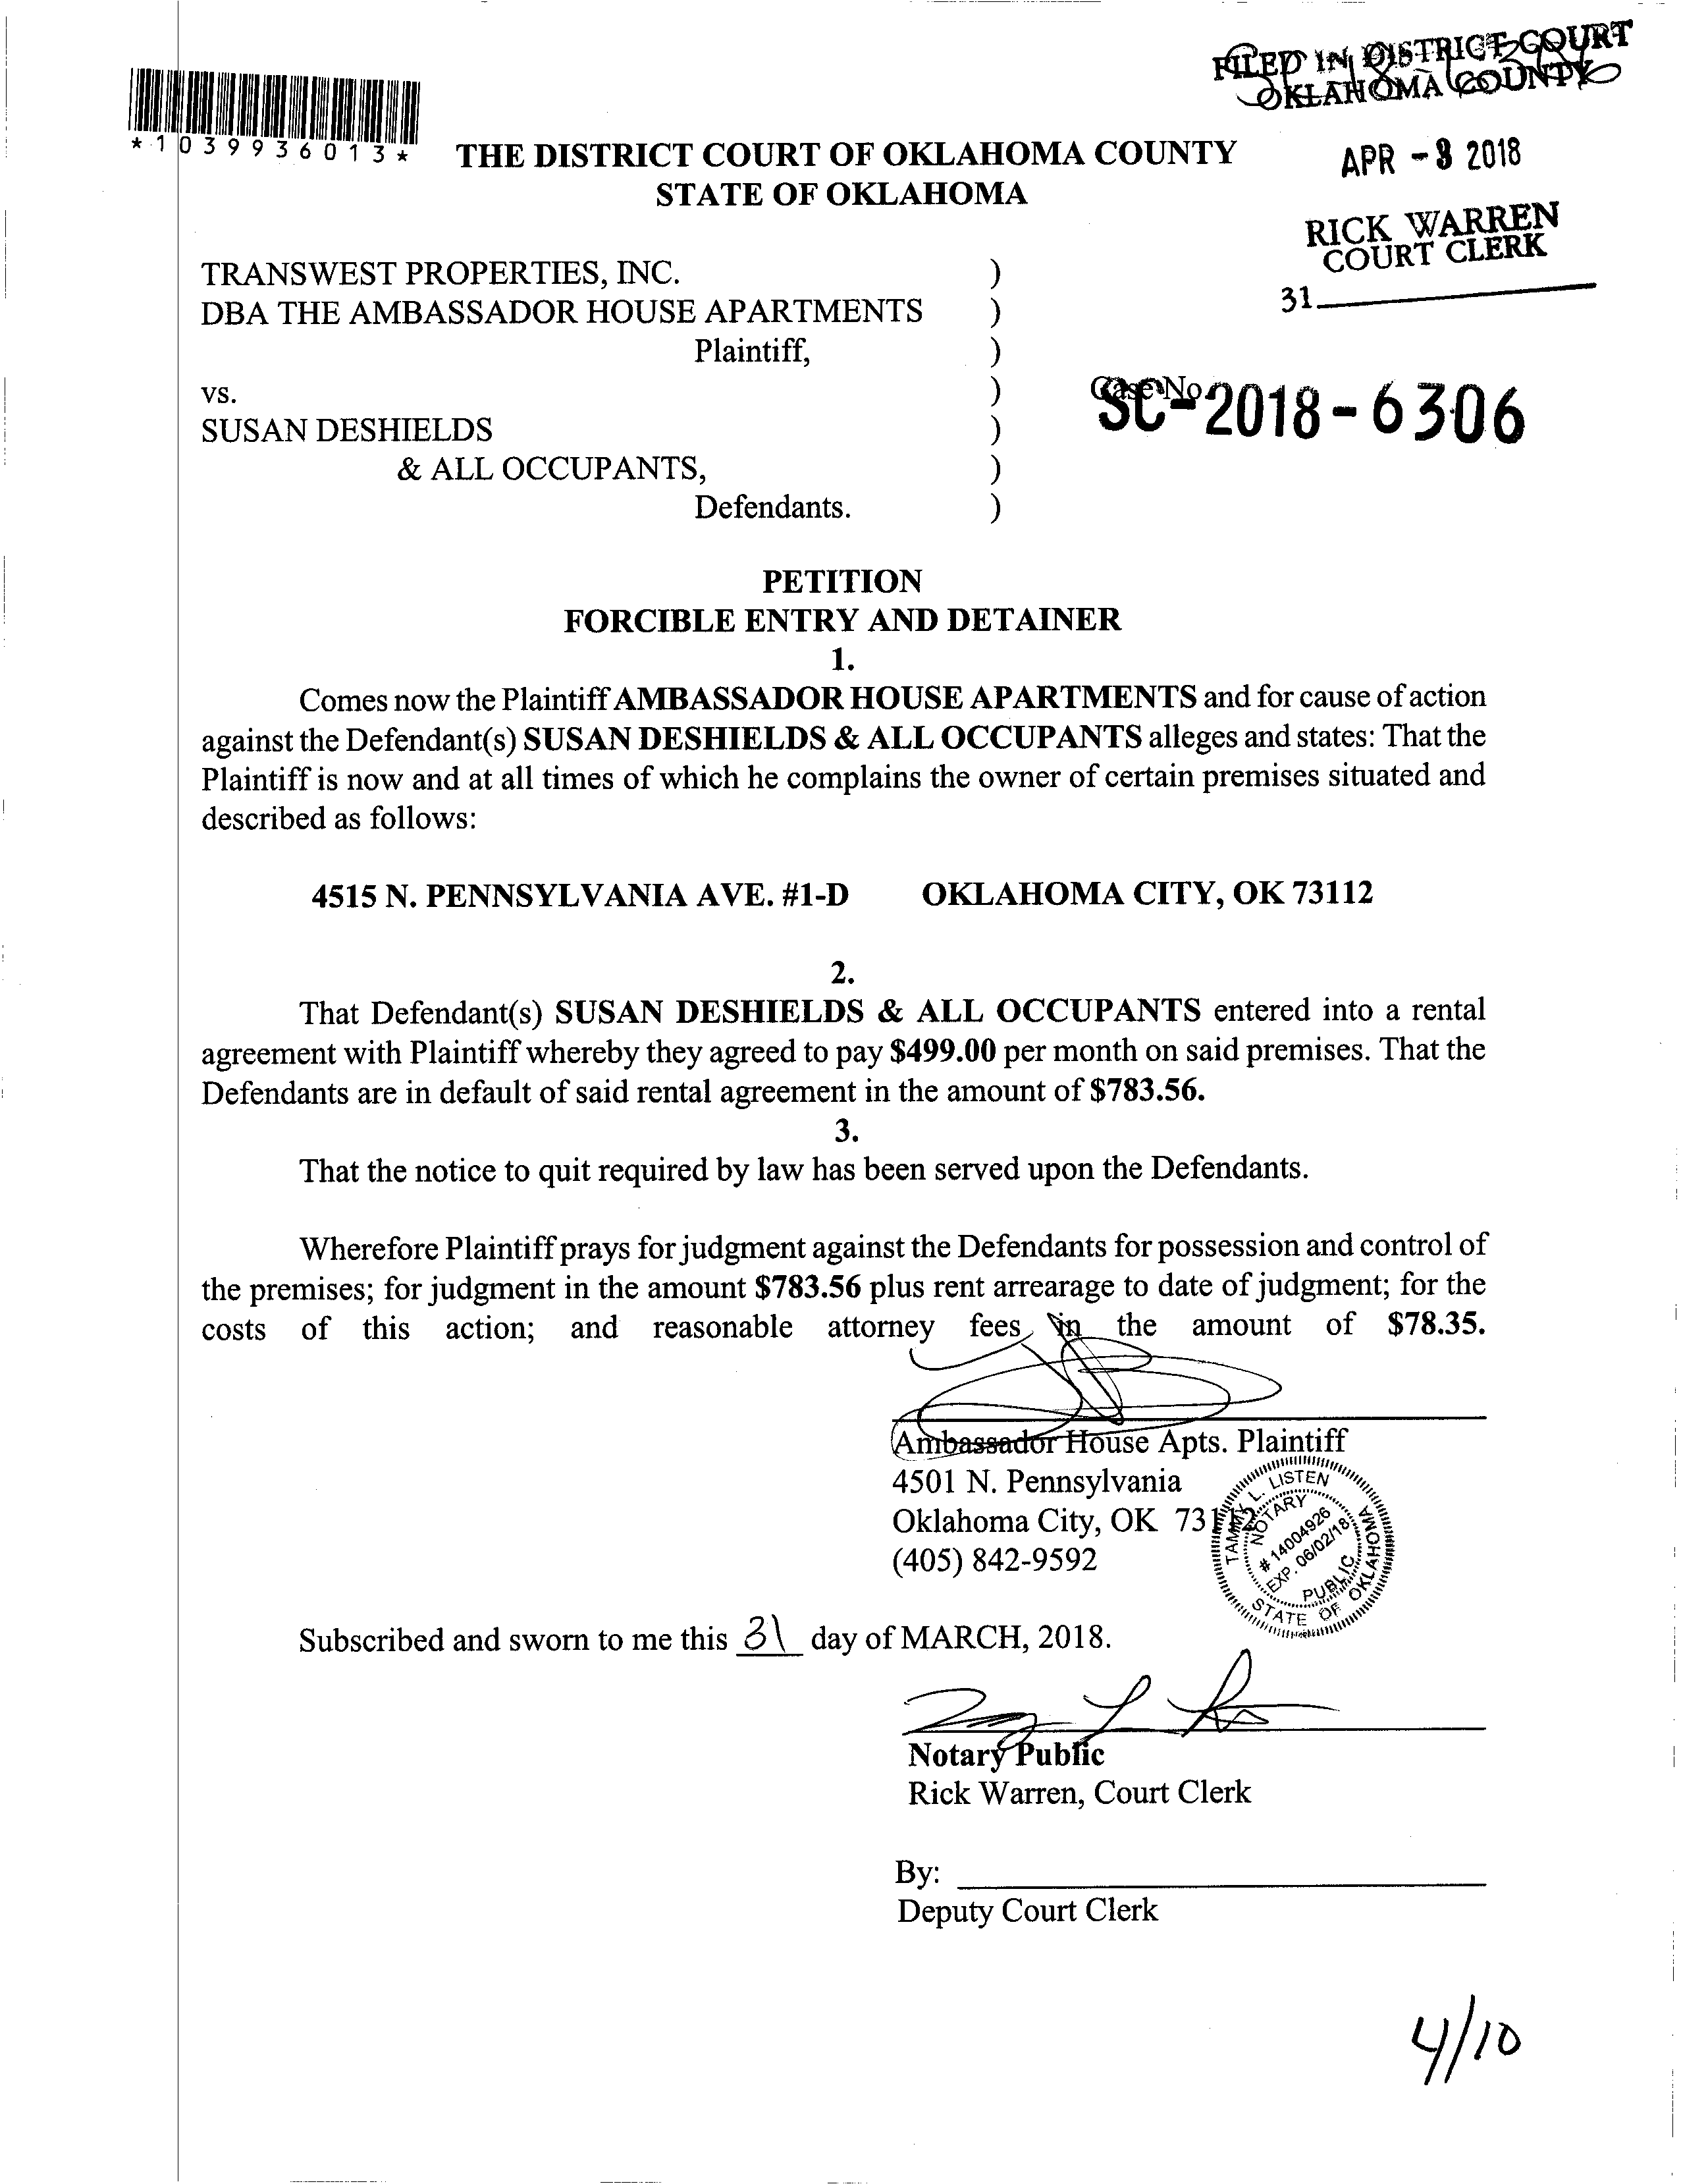 FILED IN DISTRICT COURT
OKLAHOMA COUNTY
*1039936013*
THE DISTRICT COURT OF OKLAHOMA COUNTY
STATE OF OKLAHOMA
APR - 2018
RICK WARREN
COURT CLERK
31
TRANSWEST PROPERTIES, INC. )
DBA THE AMBASSADOR HOUSE APARTMENTS )
Plaintiff, )
vs. )
SUSAN DESHIELDS )
& ALL OCCUPANTS, )
Defendants. )
Case No.
SC-2018-6306
PETITION
FORCIBLE ENTRY AND DETAINER
1.
Comes now the Plaintiff AMBASSADOR HOUSE APARTMENTS and for cause of action
against the Defendant(s) SUSAN DESHIELDS & ALL OCCUPANTS alleges and states: That the
Plaintiff is now and at all times of which he complains the owner of certain premises situated and
described as follows:
4515 N. PENNSYLVANIA AVE. #1-D OKLAHOMA CITY, OK 73112
2.
That Defendant(s) SUSAN DESHIELDS & ALL OCCUPANTS entered into a rental
agreement with Plaintiff whereby they agreed to pay $499.00 per month on said premises. That the
Defendants are in default of said rental agreement in the amount of $783.56.
3.
That the notice to quit required by law has been served upon the Defendants.
Wherefore Plaintiff prays for judgment against the Defendants for possession and control of
the premises; for judgment in the amount $783.56 plus rent arrearage to date of judgment; for the
costs of this action; and reasonable attorney fees in the amount of $78.35.
Ambassador House Apts. Plaintiff
4501 N. Pennsylvania
Oklahoma City, OK 73112
(405) 842-9592
TAMMY L. LISTEN
NOTARY
# 14004926
EXP. 06/02/18
PUBLIC
STATE OF OKLAHOMA
Subscribed and sworn to me this 31 day of MARCH, 2018.
Notary Public
Rick Warren, Court Clerk
By:
Deputy Court Clerk
4/10